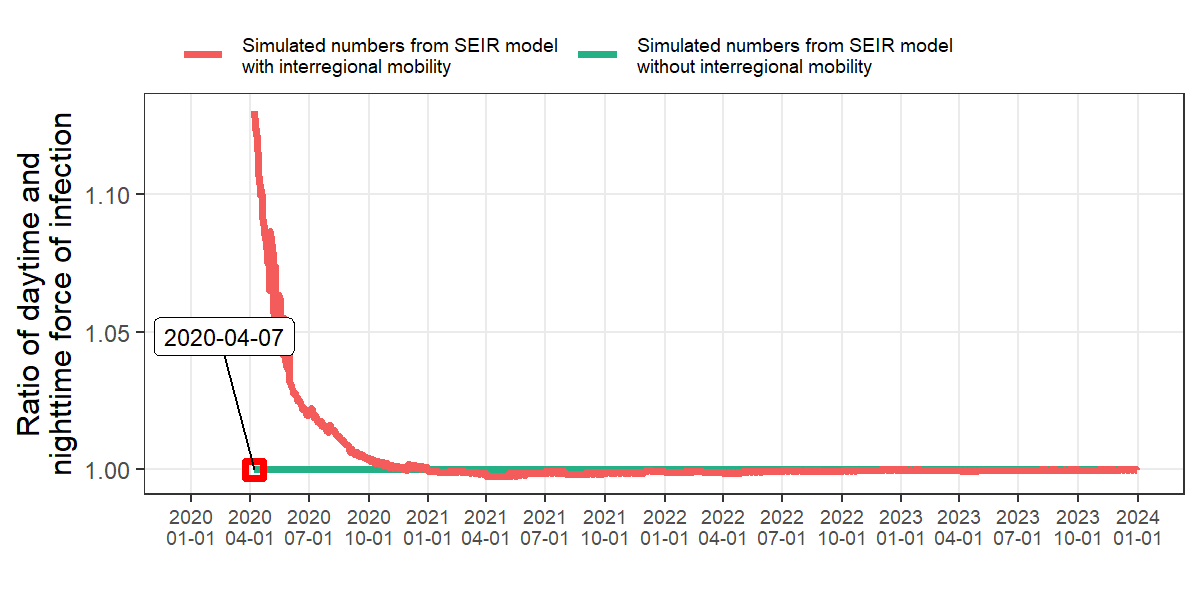 Simulated numbers from SEIR model
with interregional mobility
Simulated numbers from SEIR model
without interregional mobility
Ratio of daytime and
nighttime force of infection
1.10
1.05
1.00
2020-04-07
2020 2020 2020 2020 2021 2021 2021 2021 2022 2022 2022 2022 2023 2023 2023 2023 2024
01-01 04-01 07-01 10-01 01-01 04-01 07-01 10-01 01-01 04-01 07-01 10-01 01-01 04-01 07-01 10-01 01-01